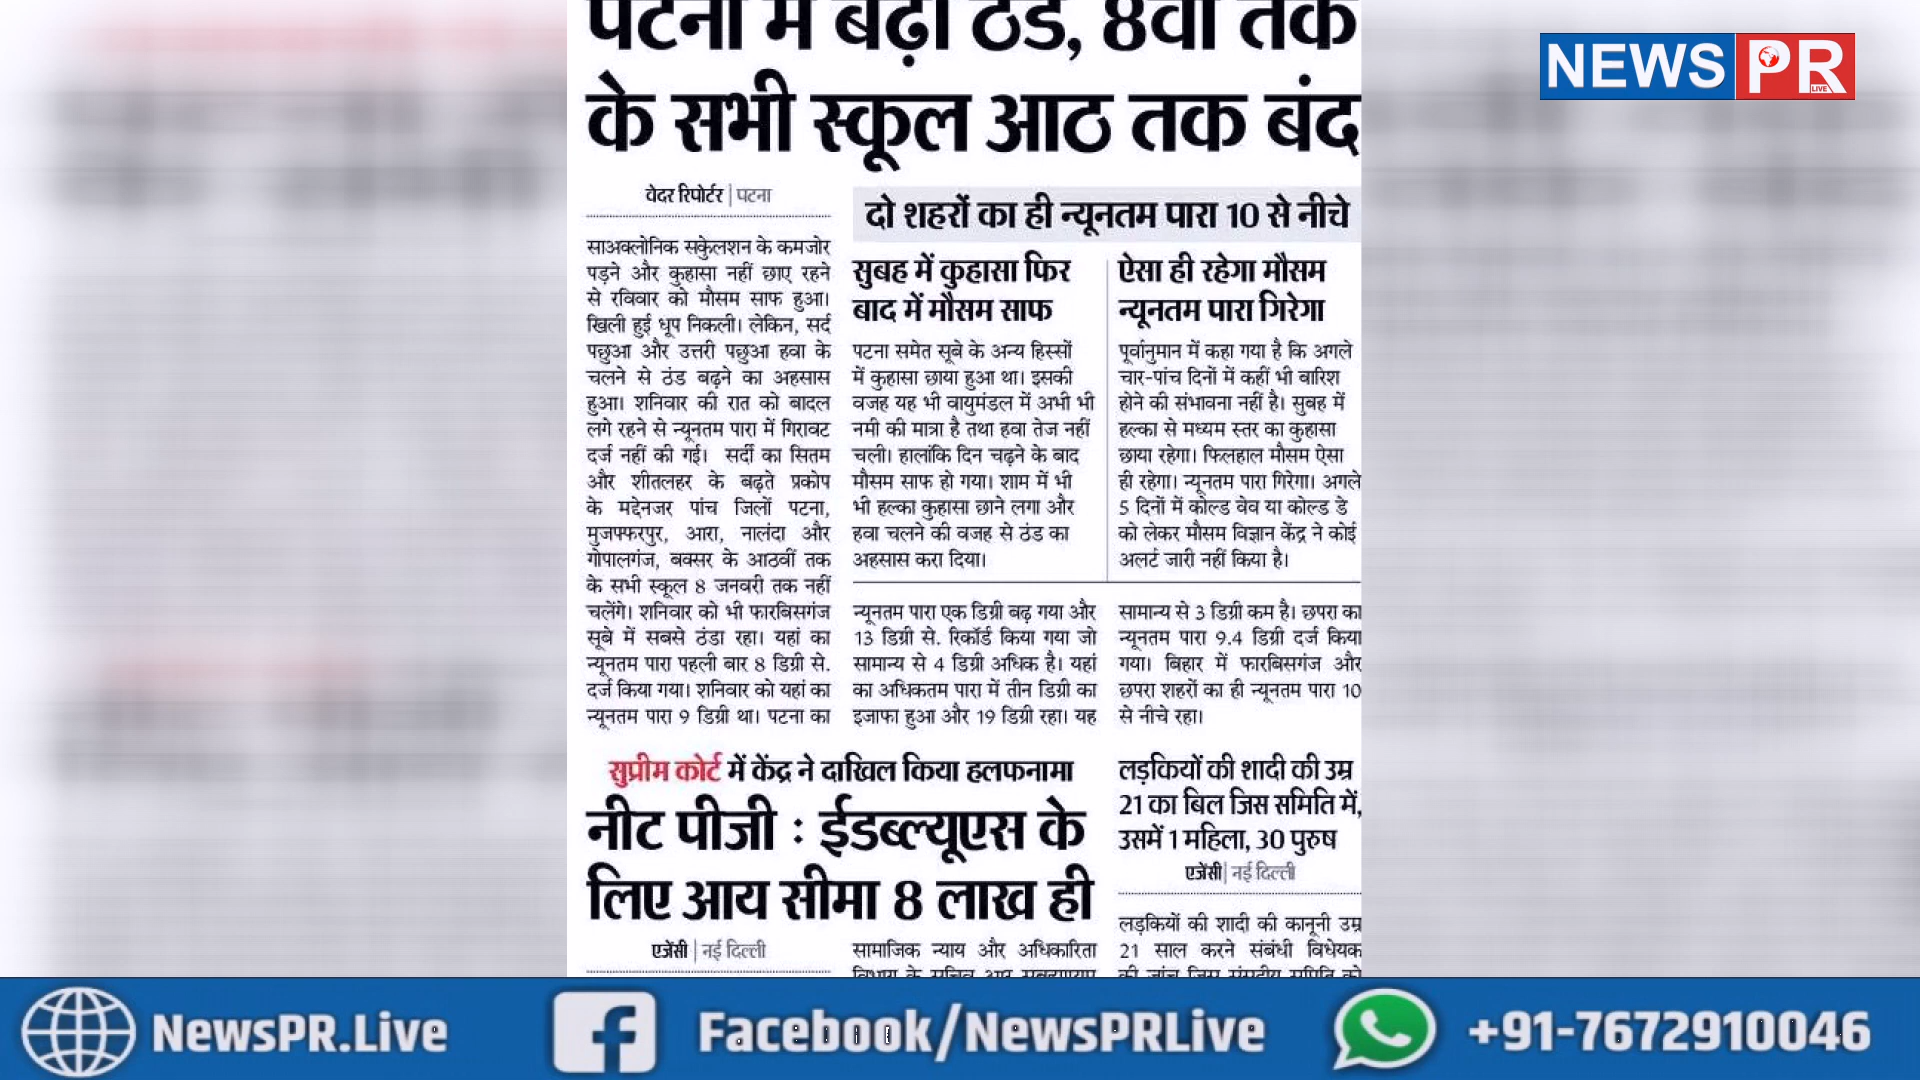 पटना में बढ़ी ठंड, 8वीं तक
के सभी स्कूल आठ तक बंद
NEWS PR
LIVE
वेदर रिपोर्टर | पटना
साअक्लोनिक सर्कुलेशन के कमजोर
पड़ने और कुहासा नहीं छाए रहने
से रविवार को मौसम साफ हुआ।
खिली हुई धूप निकली। लेकिन, सर्द
पछुआ और उत्तरी पछुआ हवा के
चलने से ठंड बढ़ने का अहसास
हुआ। शनिवार की रात को बादल
लगे रहने से न्यूनतम पारा में गिरावट
दर्ज नहीं की गई। सर्दी का सितम
और शीतलहर के बढ़ते प्रकोप
के मद्देनजर पांच जिलों पटना,
मुजफ्फरपुर, आरा, नालंदा और
गोपालगंज, बक्सर के आठवीं तक
के सभी स्कूल 8 जनवरी तक नहीं
चलेंगे। शनिवार को भी फारबिसगंज
सूबे में सबसे ठंडा रहा। यहां का
न्यूनतम पारा पहली बार 8 डिग्री से.
दर्ज किया गया। शनिवार को यहां का
न्यूनतम पारा 9 डिग्री था। पटना का
दो शहरों का ही न्यूनतम पारा 10 से नीचे
सुबह में कुहासा फिर
बाद में मौसम साफ
पटना समेत सूबे के अन्य हिस्सों
में कुहासा छाया हुआ था। इसकी
वजह यह भी वायुमंडल में अभी भी
नमी की मात्रा है तथा हवा तेज नहीं
चली। हालांकि दिन चढ़ने के बाद
मौसम साफ हो गया। शाम में भी
भी हल्का कुहासा छाने लगा और
हवा चलने की वजह से ठंड का
अहसास करा दिया।
ऐसा ही रहेगा मौसम
न्यूनतम पारा गिरेगा
पूर्वानुमान में कहा गया है कि अगले
चार-पांच दिनों में कहीं भी बारिश
होने की संभावना नहीं है। सुबह में
हल्का से मध्यम स्तर का कुहासा
छाया रहेगा। फिलहाल मौसम ऐसा
ही रहेगा। न्यूनतम पारा गिरेगा। अगले
5 दिनों में कोल्ड वेव या कोल्ड डे
को लेकर मौसम विज्ञान केंद्र ने कोई
अलर्ट जारी नहीं किया है।
न्यूनतम पारा एक डिग्री बढ़ गया और
13 डिग्री से. रिकॉर्ड किया गया जो
सामान्य से 4 डिग्री अधिक है। यहां
का अधिकतम पारा में तीन डिग्री का
इजाफा हुआ और 19 डिग्री रहा। यह
सामान्य से 3 डिग्री कम है। छपरा का
न्यूनतम पारा 9.4 डिग्री दर्ज किया
गया। बिहार में फारबिसगंज और
छपरा शहरों का ही न्यूनतम पारा 10
से नीचे रहा।
सुप्रीम कोर्ट में केंद्र ने दाखिल किया हलफनामा
नीट पीजी : ईडब्ल्यूएस के
लिए आय सीमा 8 लाख ही
एजेंसी | नई दिल्ली
सामाजिक न्याय और अधिकारिता
लड़कियों की शादी की उम्र
21 का बिल जिस समिति में,
उसमें 1 महिला, 30 पुरुष
एजेंसी | नई दिल्ली
लड़कियों की शादी की कानूनी उम्र
21 साल करने संबंधी विधेयक
NewsPR.Live
Facebook/NewsPRLive
+91-7672910046